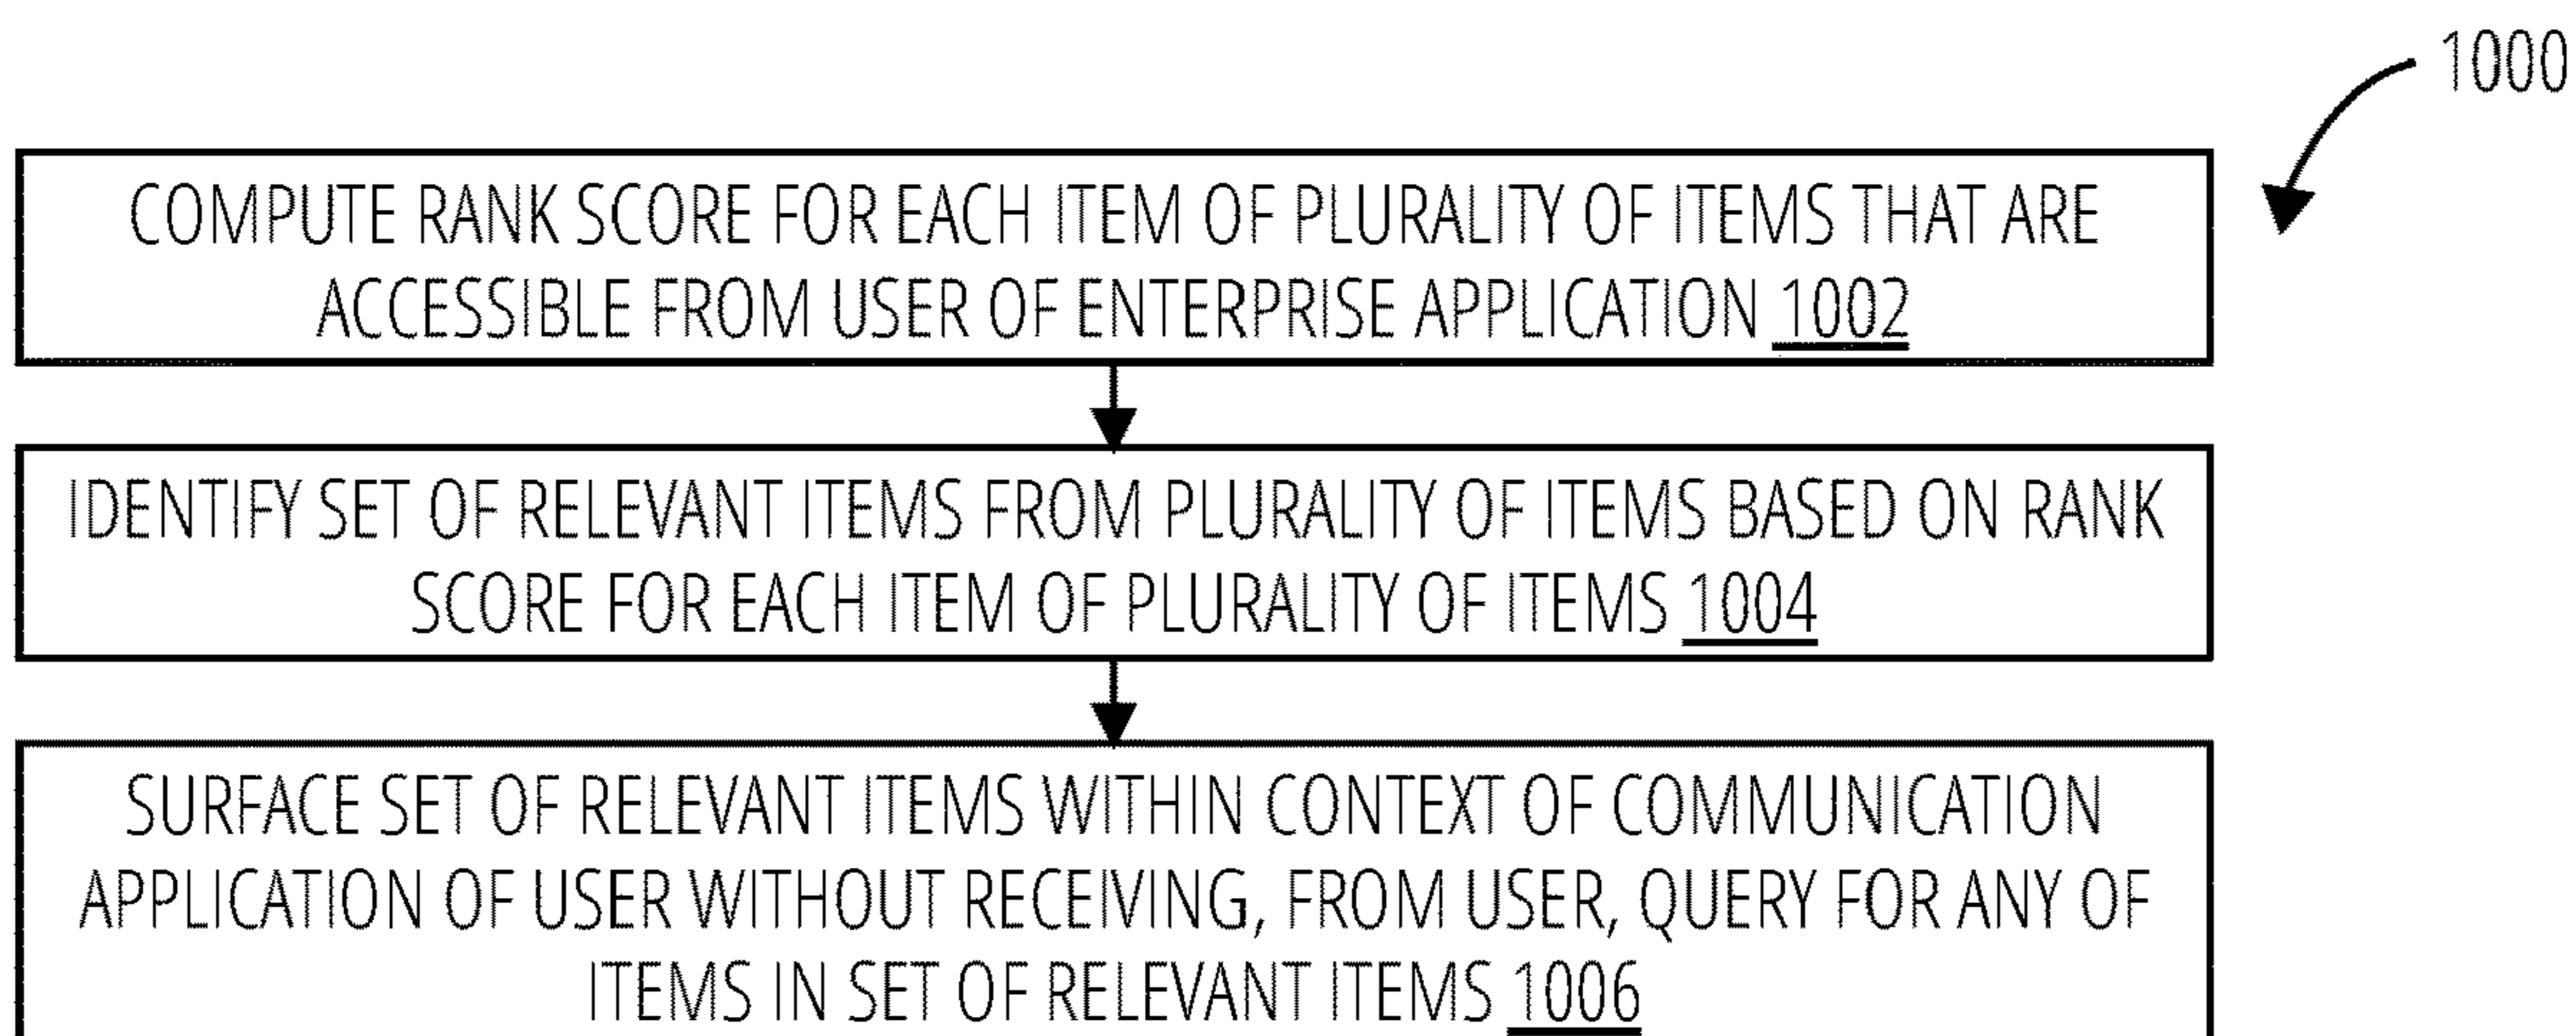 1000
COMPUTE RANK SCORE FOR EACH ITEM OF PLURALITY OF ITEMS THAT ARE
ACCESSIBLE FROM USER OF ENTERPRISE APPLICATION 1002
IDENTIFY SET OF RELEVANT ITEMS FROM PLURALITY OF ITEMS BASED ON RANK
SCORE FOR EACH ITEM OF PLURALITY OF ITEMS 1004
SURFACE SET OF RELEVANT ITEMS WITHIN CONTEXT OF COMMUNICATION
APPLICATION OF USER WITHOUT RECEIVING, FROM USER, QUERY FOR ANY OF
ITEMS IN SET OF RELEVANT ITEMS 1006